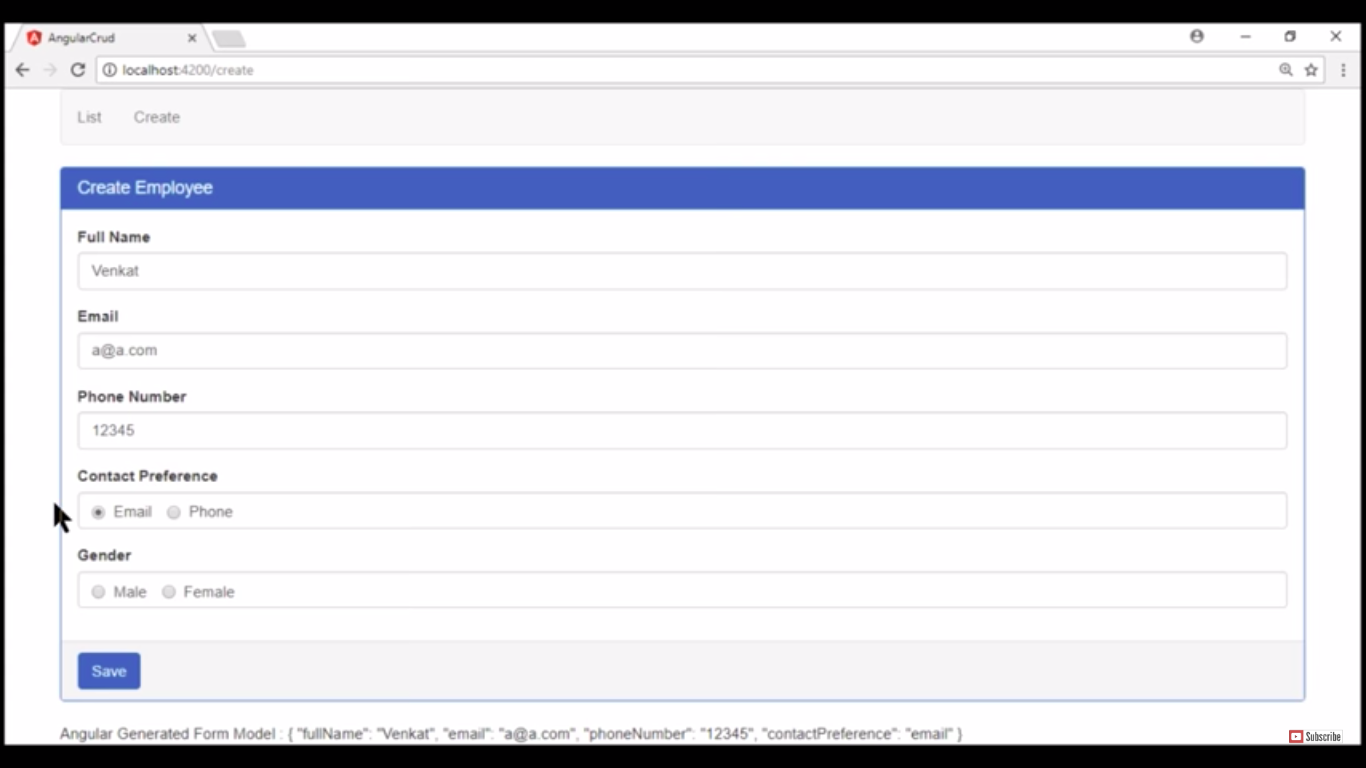 AngularCrud
localhost:4200/create
List Create
Create Employee
Full Name
Venkat
Email
a@a.com
Phone Number
12345
Contact Preference
Email Phone
Gender
Male Female
Save
Angular Generated Form Model : { "fullName": "Venkat", "email": "a@a.com", "phoneNumber": "12345", "contactPreference": "email" }
Subscribe